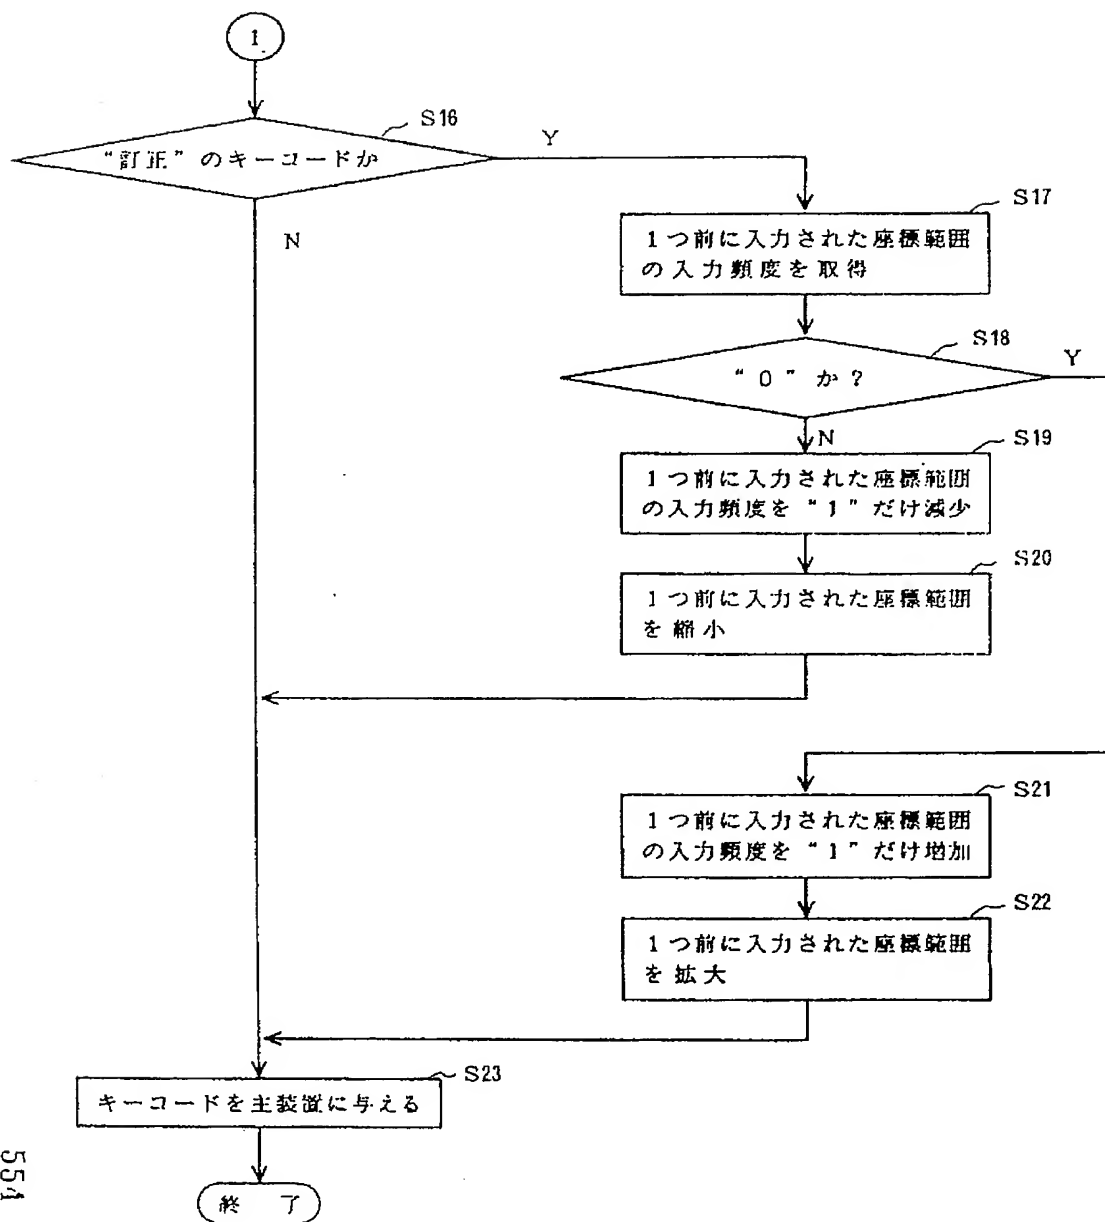 1
S16
“訂正”のキーコードか
Y
N
S17
1つ前に入力された座標範囲
の入力頻度を取得
S18
“0”か？
Y
N
S19
1つ前に入力された座標範囲
の入力頻度を“1”だけ減少
S20
1つ前に入力された座標範囲
を縮小
S21
1つ前に入力された座標範囲
の入力頻度を“1”だけ増加
S22
1つ前に入力された座標範囲
を拡大
S23
キーコードを主装置に与える
終了
554